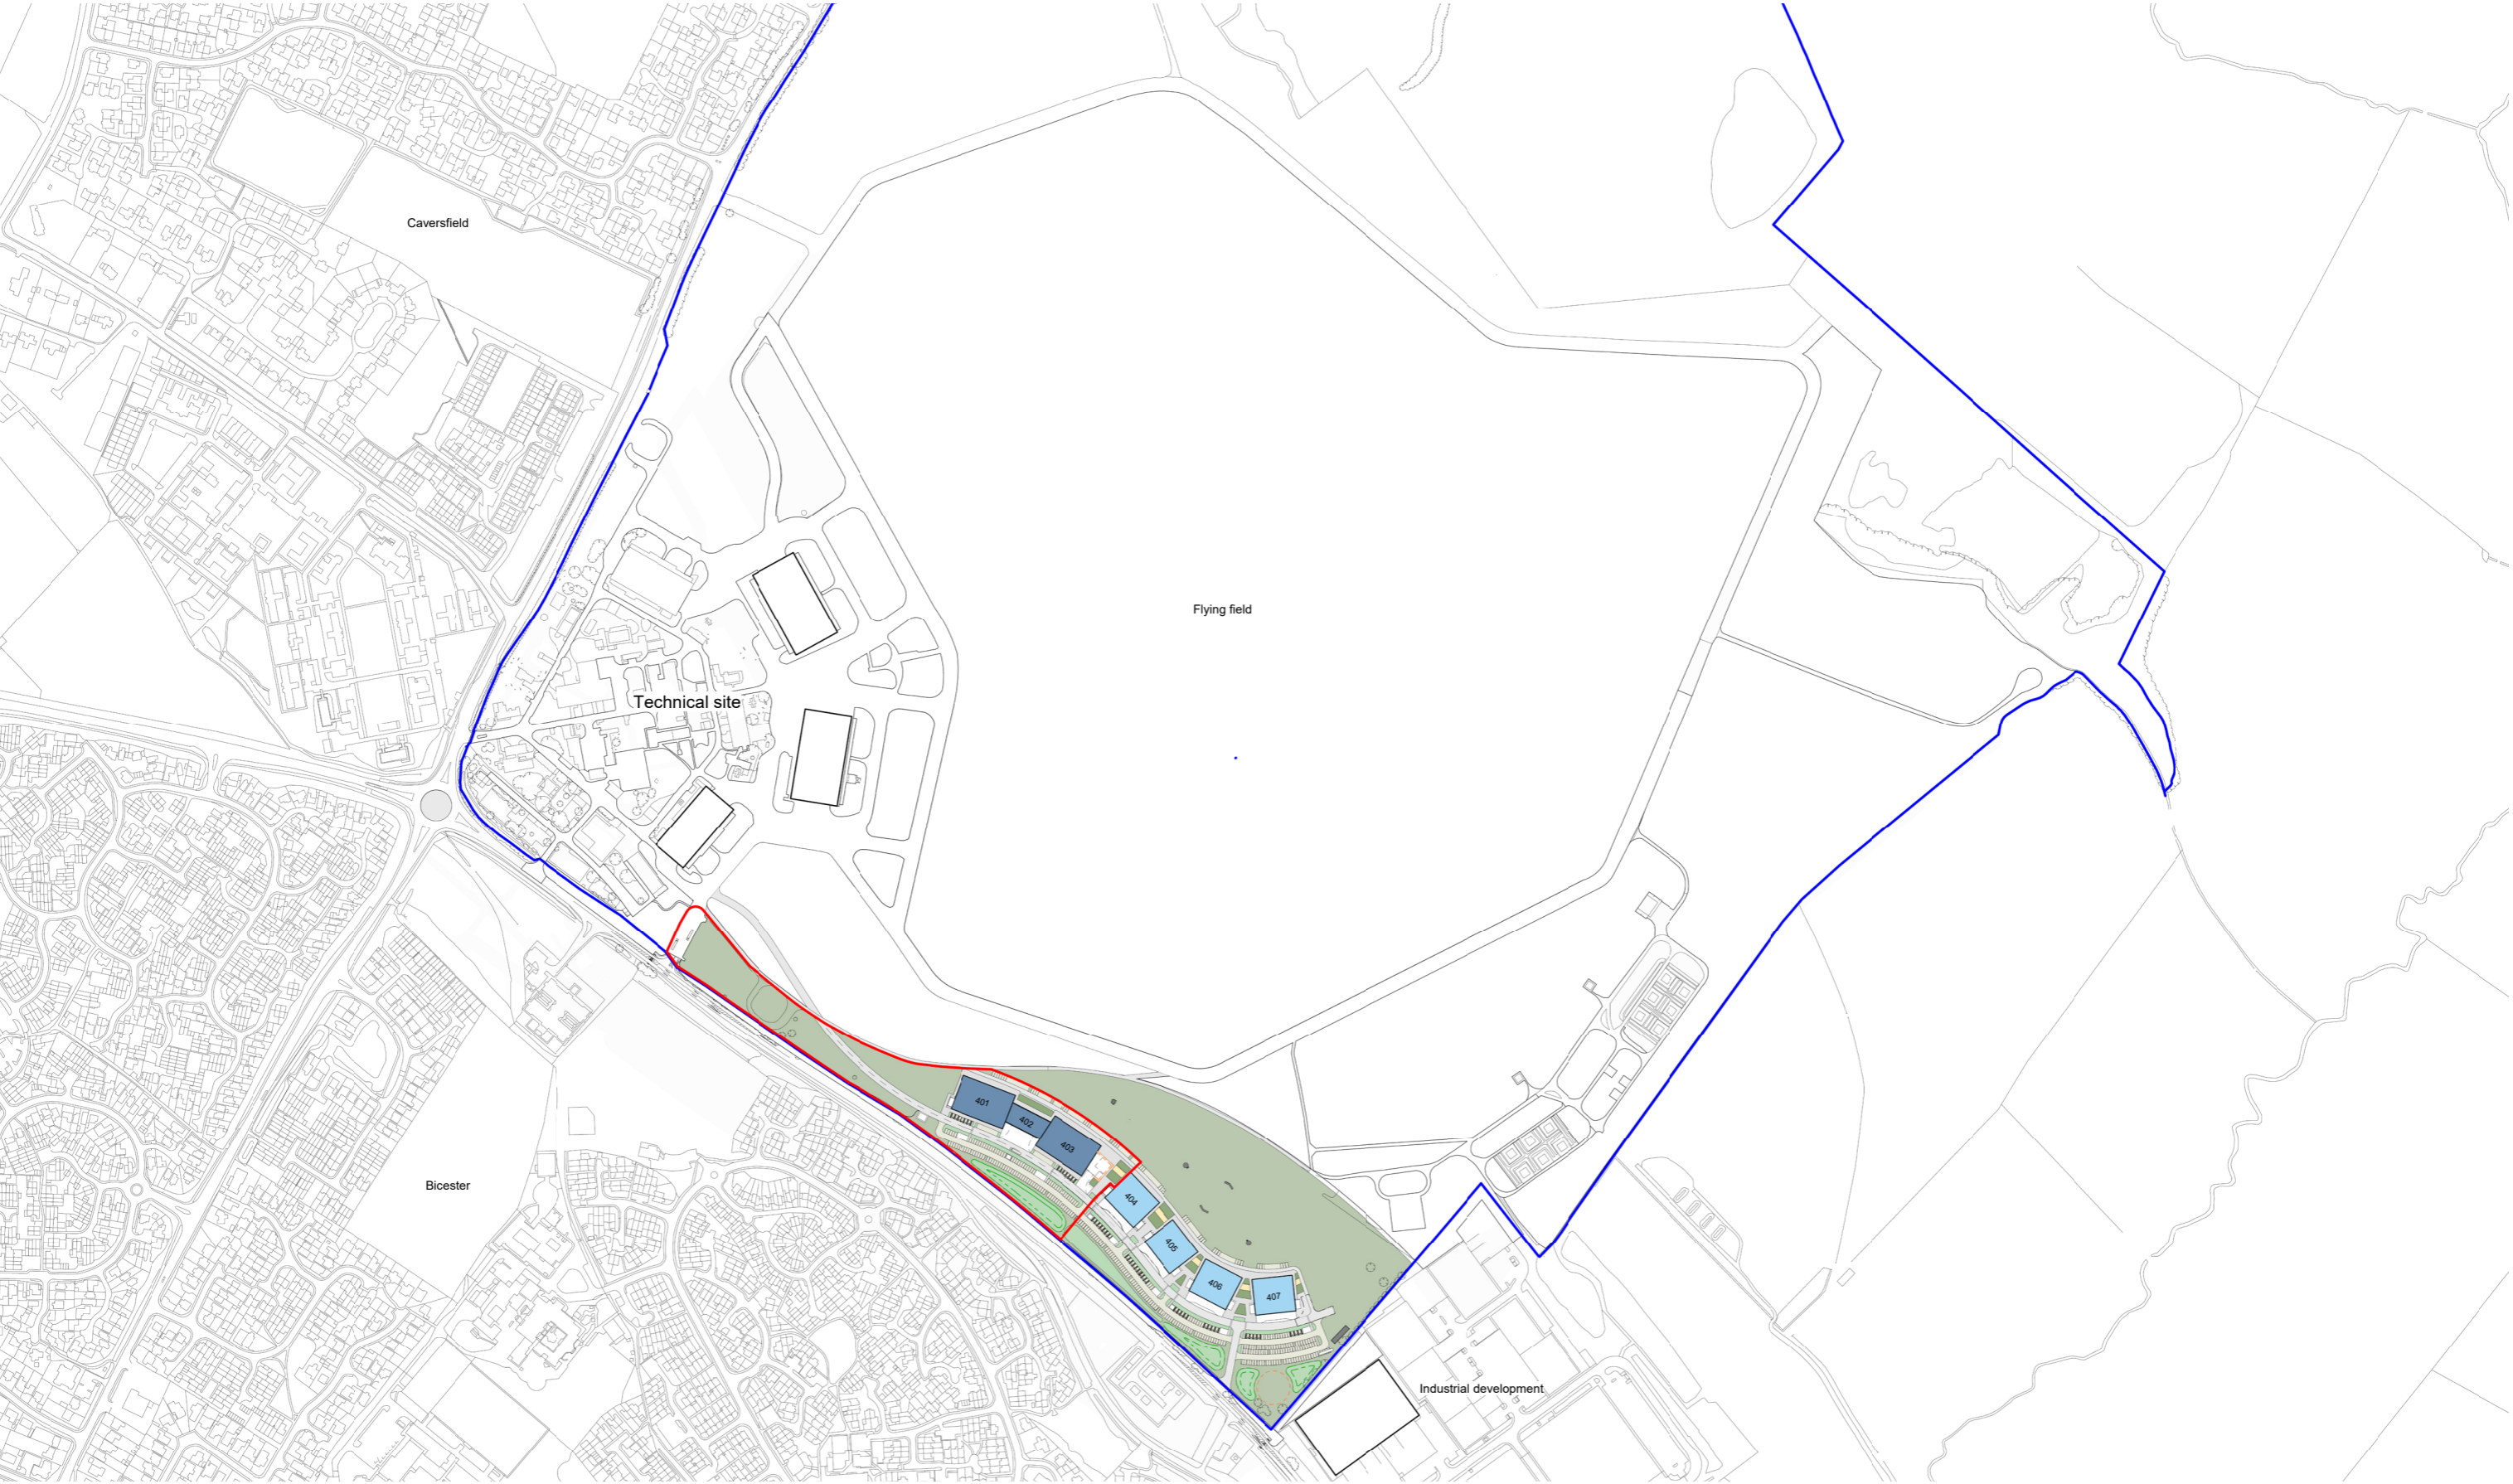 Caversfield
Flying field
Technical site
401
402
403
Bicester
404
405
406
407
Industrial development